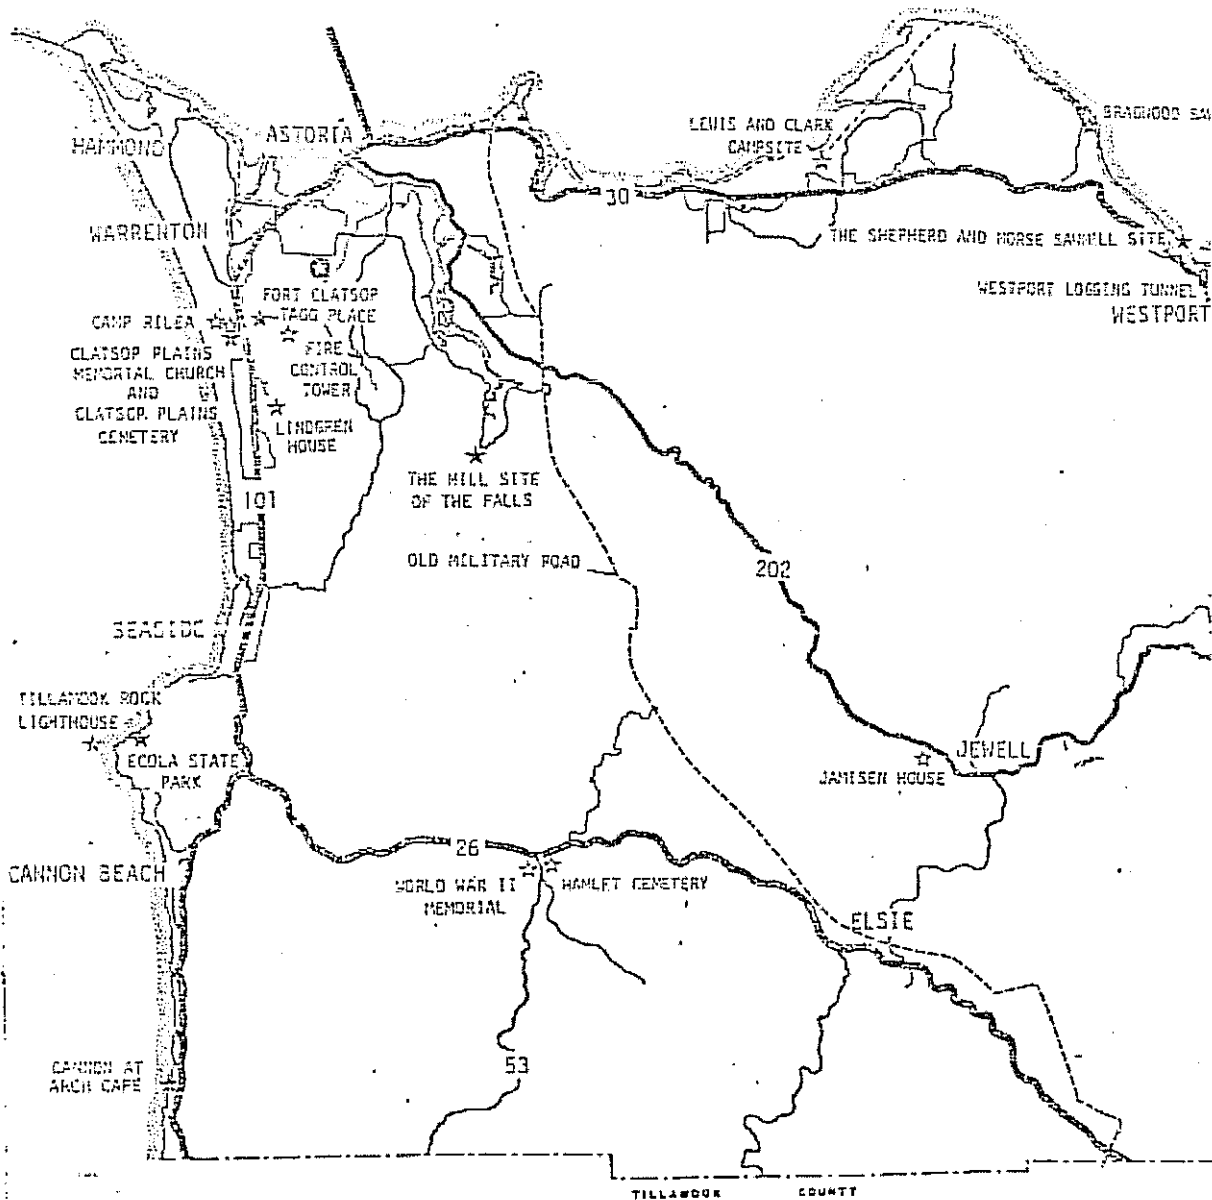 HAMMOND
ASTORIA
LEWIS AND CLARK
CAMPSITE
BRADWOOD
30
WARRENTON
THE SHEPHERD AND MORSE SAWMILL SITE
FORT CLATSOP
WESTPORT LOGGING TUNNEL
WESTPORT
CAMP RILEA
TAGG PLACE
CLATSOP PLAINS
MEMORIAL CHURCH
AND
CLATSOP PLAINS
CEMETERY
FIRE
CONTROL
TOWER
LINDGREN
HOUSE
THE MILL SITE
OF THE FALLS
101
OLD MILITARY ROAD
202
SEASIDE
TILLAMOOK ROCK
LIGHTHOUSE
ECOLA STATE
PARK
JEWELL
JAMISEN HOUSE
26
CANNON BEACH
WORLD WAR II
MEMORIAL
HAMLET CEMETERY
ELSIE
CANNON AT
ARCH CAPE
53
TILLAMOOK COUNTY